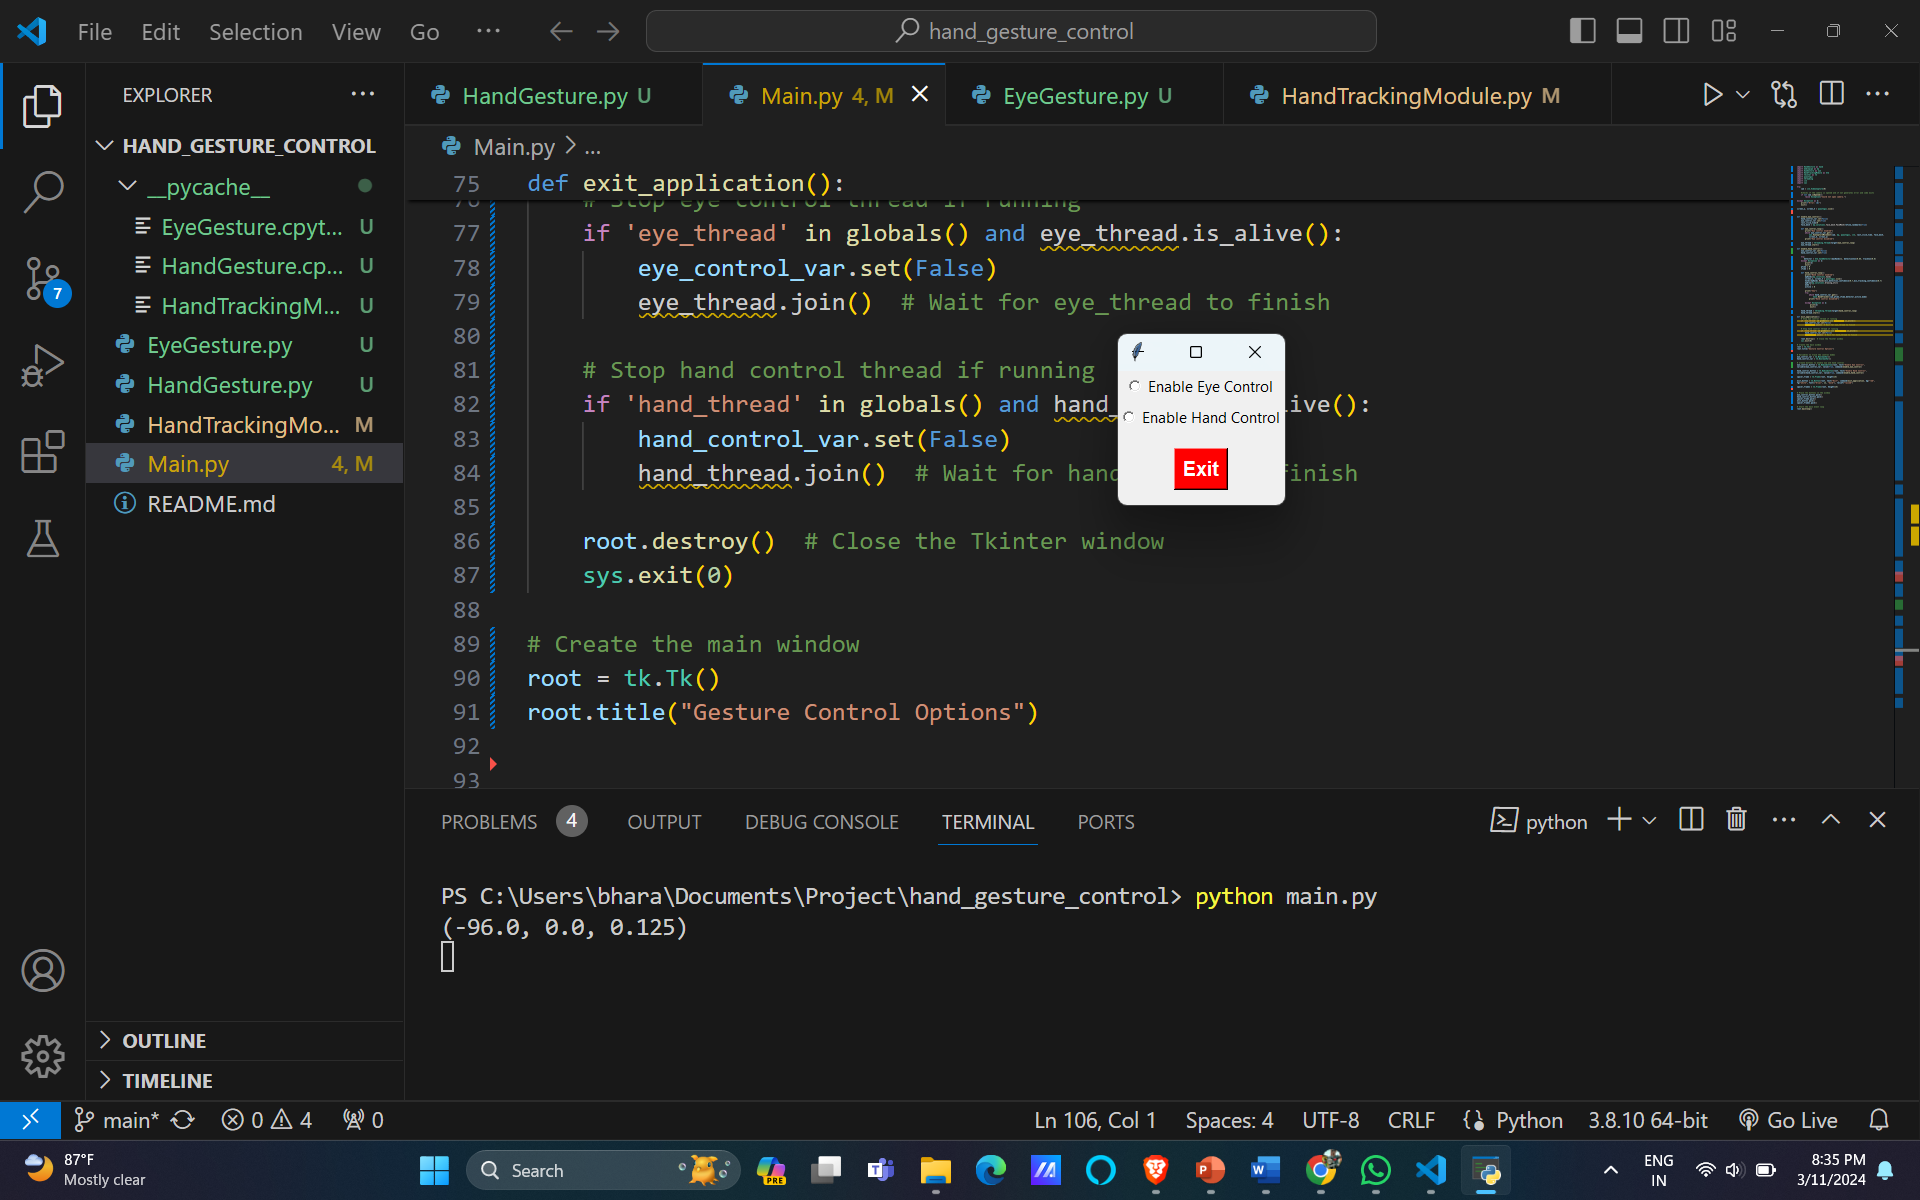 File Edit Selection View Go ··· hand_gesture_control
EXPLORER ···
HAND_GESTURE_CONTROL
__pycache__
EyeGesture.cpyt... U
HandGesture.cp... U
HandTrackingM... U
EyeGesture.py U
HandGesture.py U
HandTrackingMo... M
Main.py 4, M
README.md
OUTLINE
TIMELINE
7
HandGesture.py U Main.py 4, M EyeGesture.py U HandTrackingModule.py M
Main.py > ...
75 def exit_application():
76 # Stop eye control thread if running
77 if 'eye_thread' in globals() and eye_thread.is_alive():
78 eye_control_var.set(False)
79 eye_thread.join() # Wait for eye_thread to finish
80
81 # Stop hand control thread if running
82 if 'hand_thread' in globals() and hand_ ive():
83 hand_control_var.set(False)
84 hand_thread.join() # Wait for hand finish
85
86 root.destroy() # Close the Tkinter window
87 sys.exit(0)
88
89 # Create the main window
90 root = tk.Tk()
91 root.title("Gesture Control Options")
92
93
Enable Eye Control
Enable Hand Control
Exit
PROBLEMS 4 OUTPUT DEBUG CONSOLE TERMINAL PORTS python
PS C:\Users\bhara\Documents\Project\hand_gesture_control> python main.py
(-96.0, 0.0, 0.125)
main* 0 4 0 Ln 106, Col 1 Spaces: 4 UTF-8 CRLF Python 3.8.10 64-bit Go Live
87°F
Mostly clear
Search
PRE
ENG
IN
8:35 PM
3/11/2024